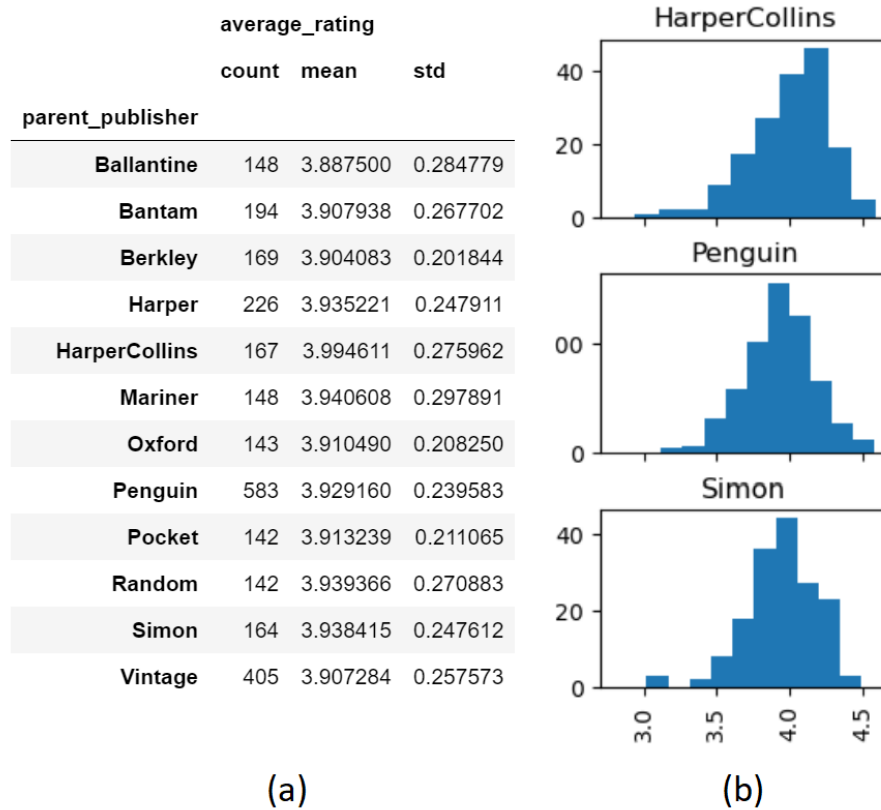 average_rating
count mean std
parent_publisher
Ballantine 148 3.887500 0.284779
Bantam 194 3.907938 0.267702
Berkley 169 3.904083 0.201844
Harper 226 3.935221 0.247911
HarperCollins 167 3.994611 0.275962
Mariner 148 3.940608 0.297891
Oxford 143 3.910490 0.208250
Penguin 583 3.929160 0.239583
Pocket 142 3.913239 0.211065
Random 142 3.939366 0.270883
Simon 164 3.938415 0.247612
Vintage 405 3.907284 0.257573
(a)
HarperCollins
40
20
0
Penguin
00
0
Simon
40
20
0
3.0 3.5 4.0 4.5
(b)